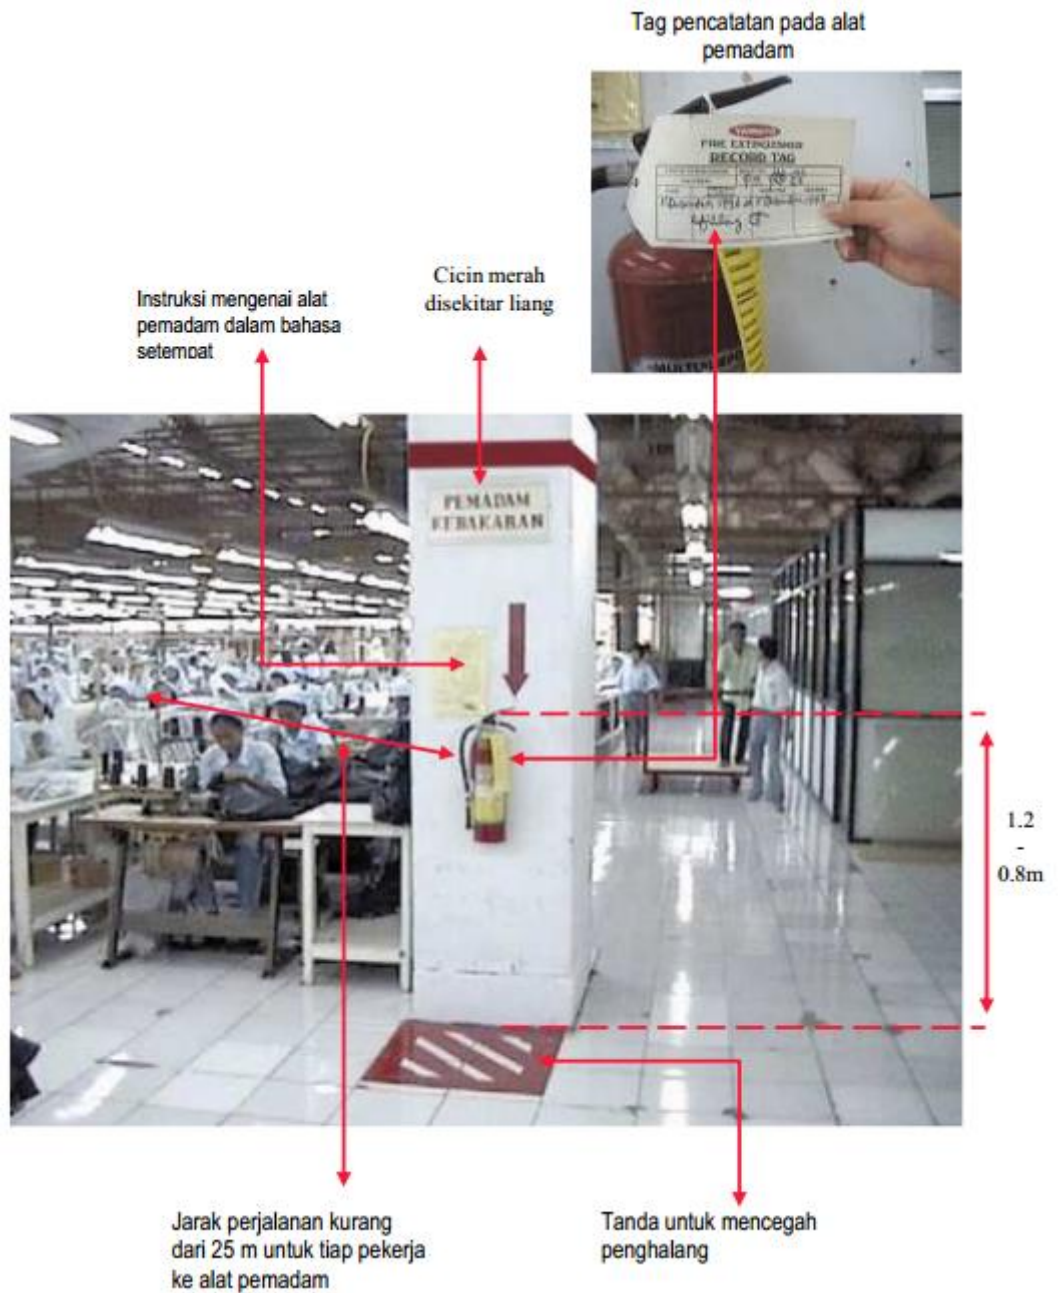 Tag pencatatan pada alat
pemadam
YAMATO
FIRE EXTINGUISHER
RECORD TAG
Cicin merah
disekitar liang
Instruksi mengenai alat
pemadam dalam bahasa
setempat
PEMADAM
KEBAKARAN
1.2
-
0.8m
Jarak perjalanan kurang
dari 25 m untuk tiap pekerja
ke alat pemadam
Tanda untuk mencegah
penghalang